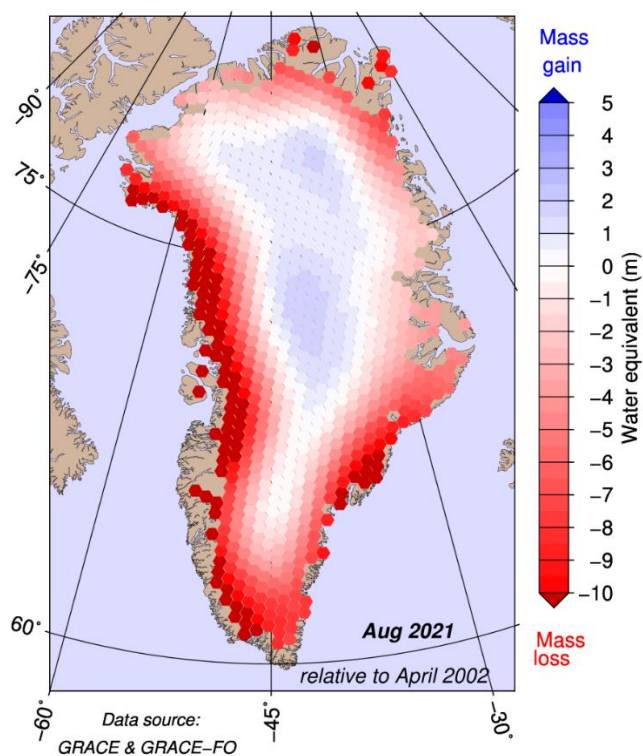 Mass
gain
5
4
3
2
1
0
−1
−2
−3
−4
−5
−6
−7
−8
−9
−10
Water equivalent (m)
Mass
loss
−90°
75°
−75°
60°
−60°
−45°
−30°
Aug 2021
relative to April 2002
Data source:
GRACE & GRACE−FO